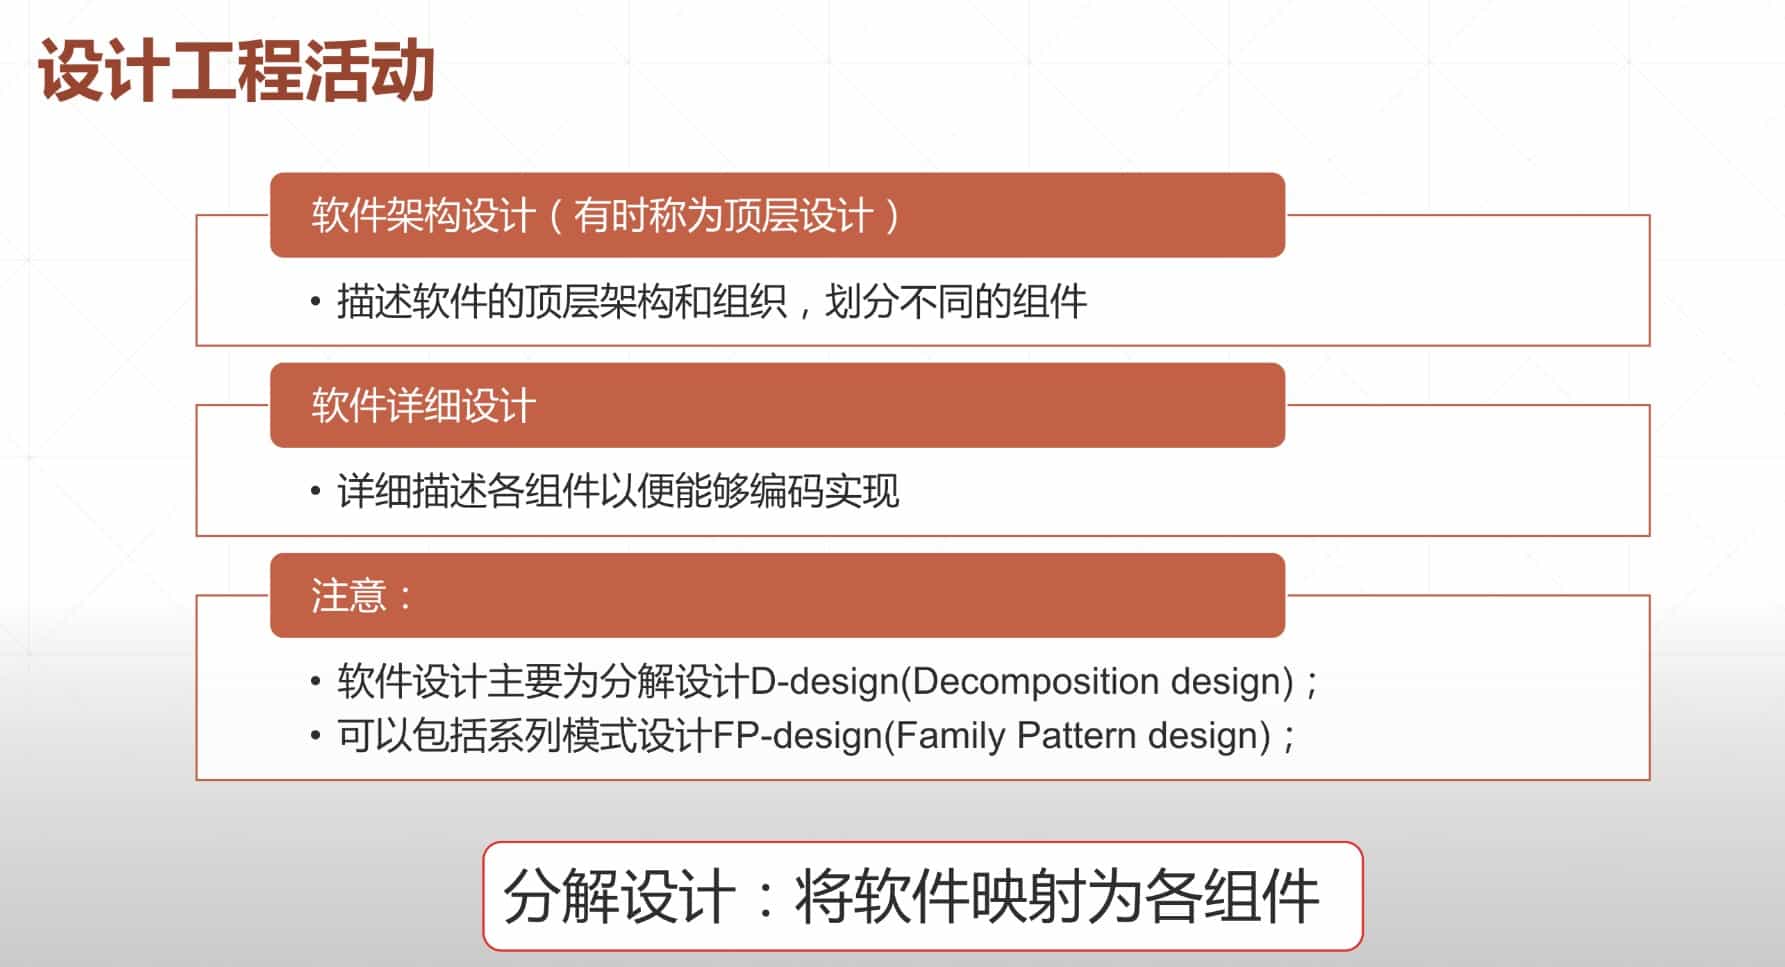 设计工程活动
软件架构设计（有时称为顶层设计）
• 描述软件的顶层架构和组织，划分不同的组件
软件详细设计
• 详细描述各组件以便能够编码实现
注意：
• 软件设计主要为分解设计D-design(Decomposition design)；
• 可以包括系列模式设计FP-design(Family Pattern design)；
分解设计：将软件映射为各组件